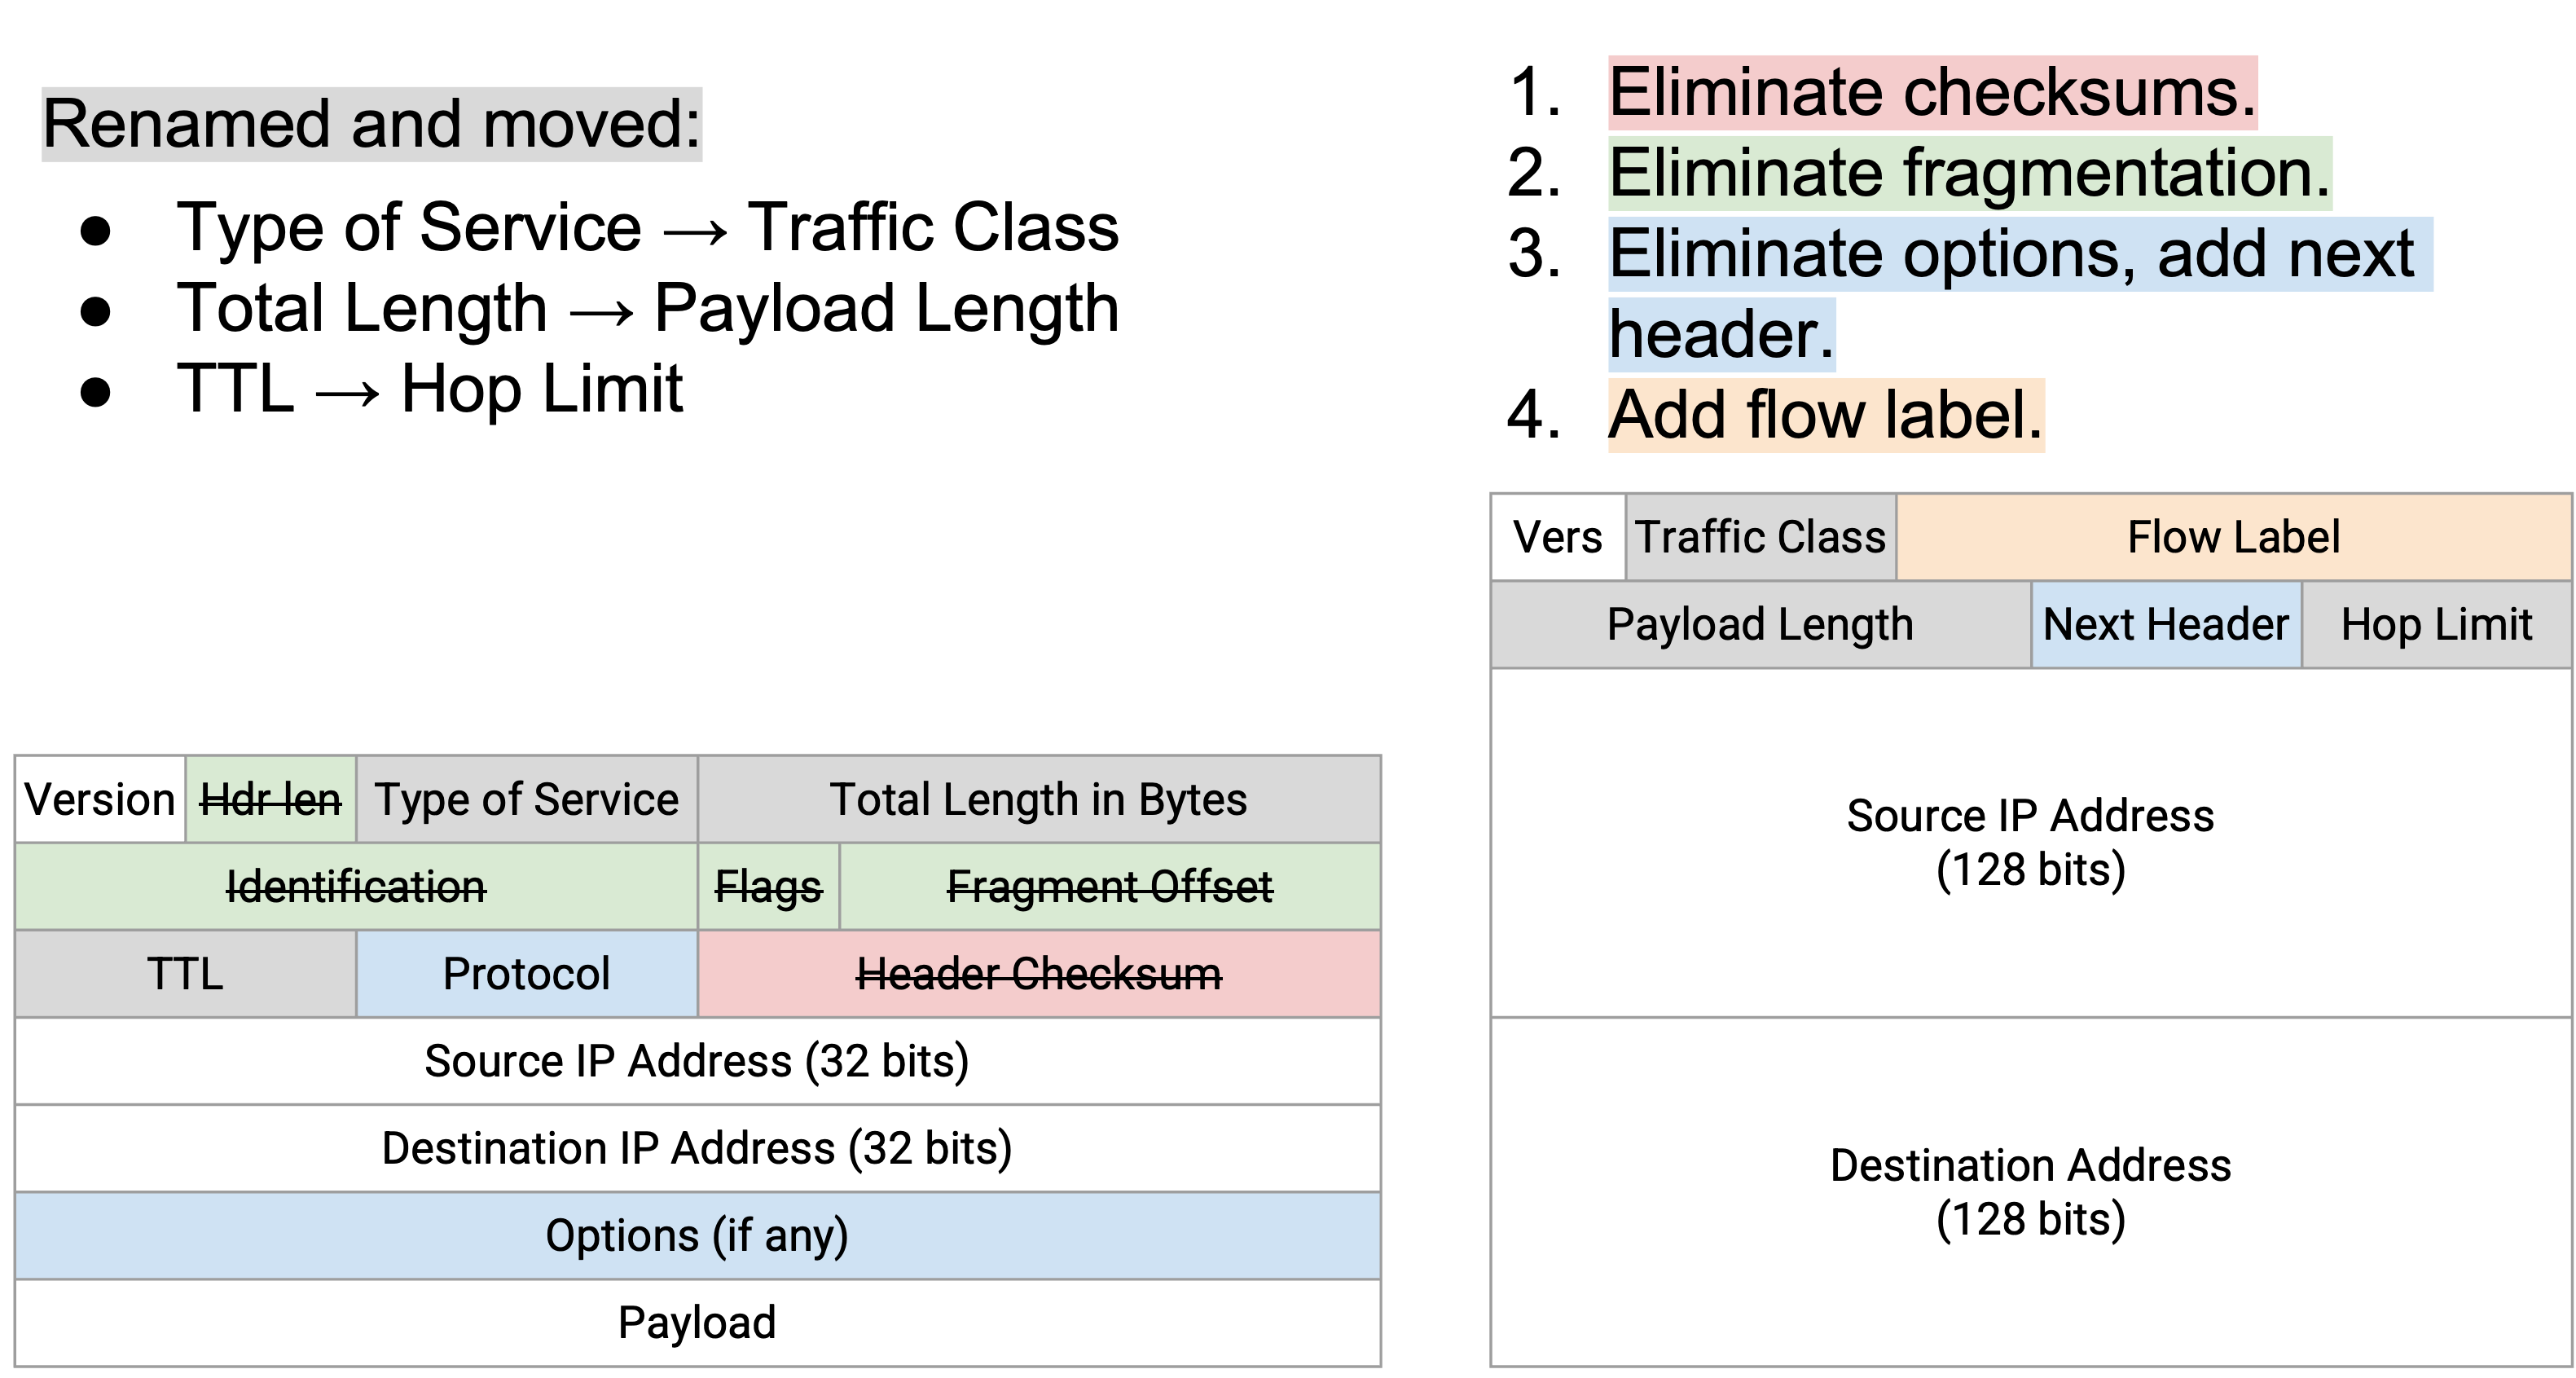 Renamed and moved:
● Type of Service → Traffic Class
● Total Length → Payload Length
● TTL → Hop Limit
1. Eliminate checksums.
2. Eliminate fragmentation.
3. Eliminate options, add next
header.
4. Add flow label.
Version Hdr len Type of Service Total Length in Bytes
Identification Flags Fragment Offset
TTL Protocol Header Checksum
Source IP Address (32 bits)
Destination IP Address (32 bits)
Options (if any)
Payload
Vers Traffic Class Flow Label
Payload Length Next Header Hop Limit
Source IP Address
(128 bits)
Destination Address
(128 bits)